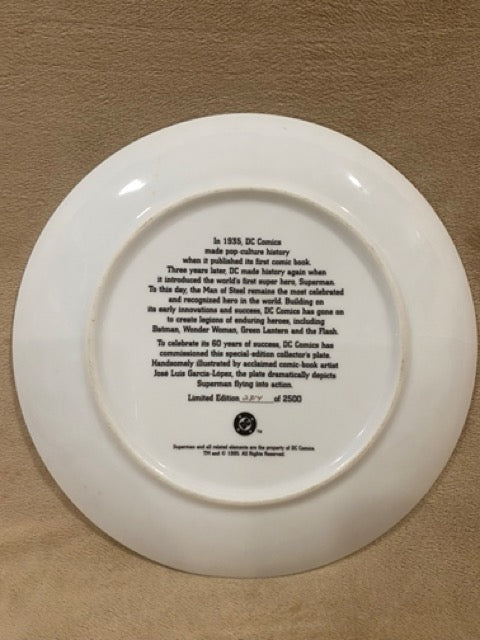 In 1935, DC Comics
made pop-culture history
when it published its first comic book.
Three years later, DC made history again when
it introduced the world's first super hero, Superman.
To this day, the Man of Steel remains the most celebrated
and recognized hero in the world. Building on
its early innovations and success, DC Comics has gone on
to create legions of enduring heroes, including
Batman, Wonder Woman, Green Lantern and the Flash.
To celebrate its 60 years of success, DC Comics has
commissioned this special-edition collector's plate.
Handsomely illustrated by acclaimed comic-book artist
José Luis García-López, the plate dramatically depicts
Superman flying into action.
Limited Edition of 2500
DC
TM
Superman and all related elements are the property of DC Comics
TM and © 1995. All Rights Reserved.